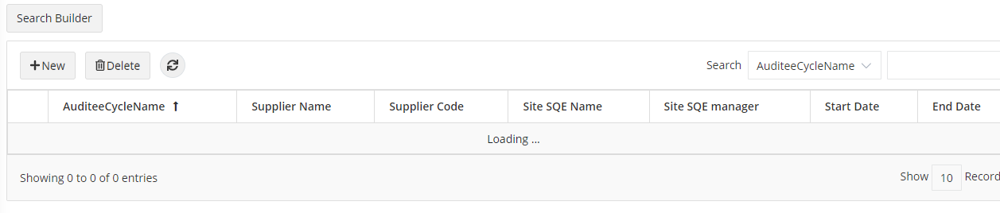 Search Builder
New Delete Search AuditeeCycleName
AuditeeCycleName Supplier Name Supplier Code Site SQE Name Site SQE manager Start Date End Date
Loading ...
Showing 0 to 0 of 0 entries Show 10 Record